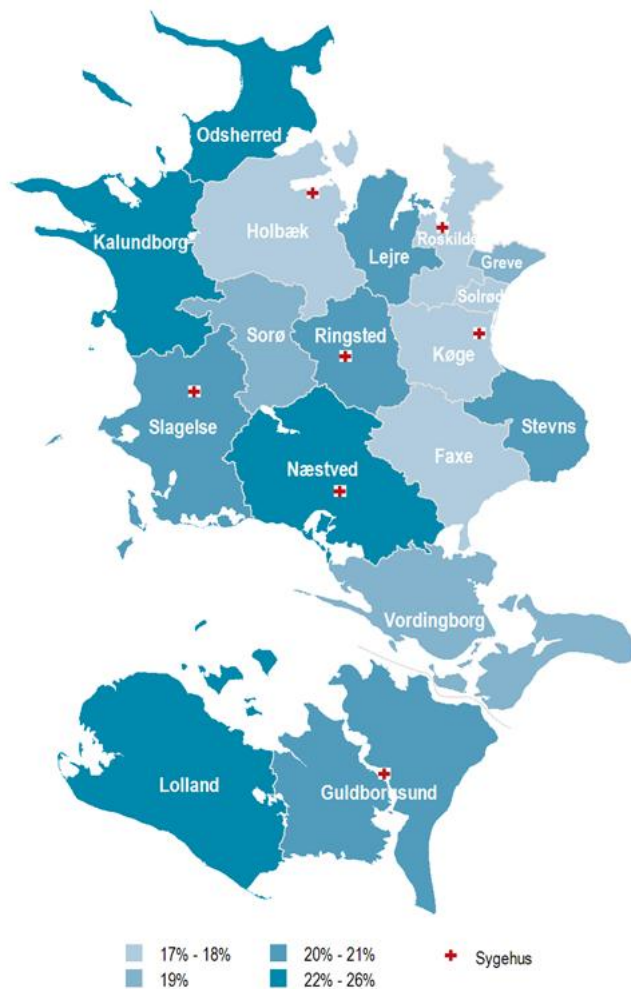 Odsherred
Kalundborg
Holbæk
Lejre
Roskilde
Greve
Solrød
Sorø
Ringsted
Køge
Slagelse
Stevns
Næstved
Faxe
Vordingborg
Lolland
Guldborgsund
17% - 18%
20% - 21%
Sygehus
19%
22% - 26%